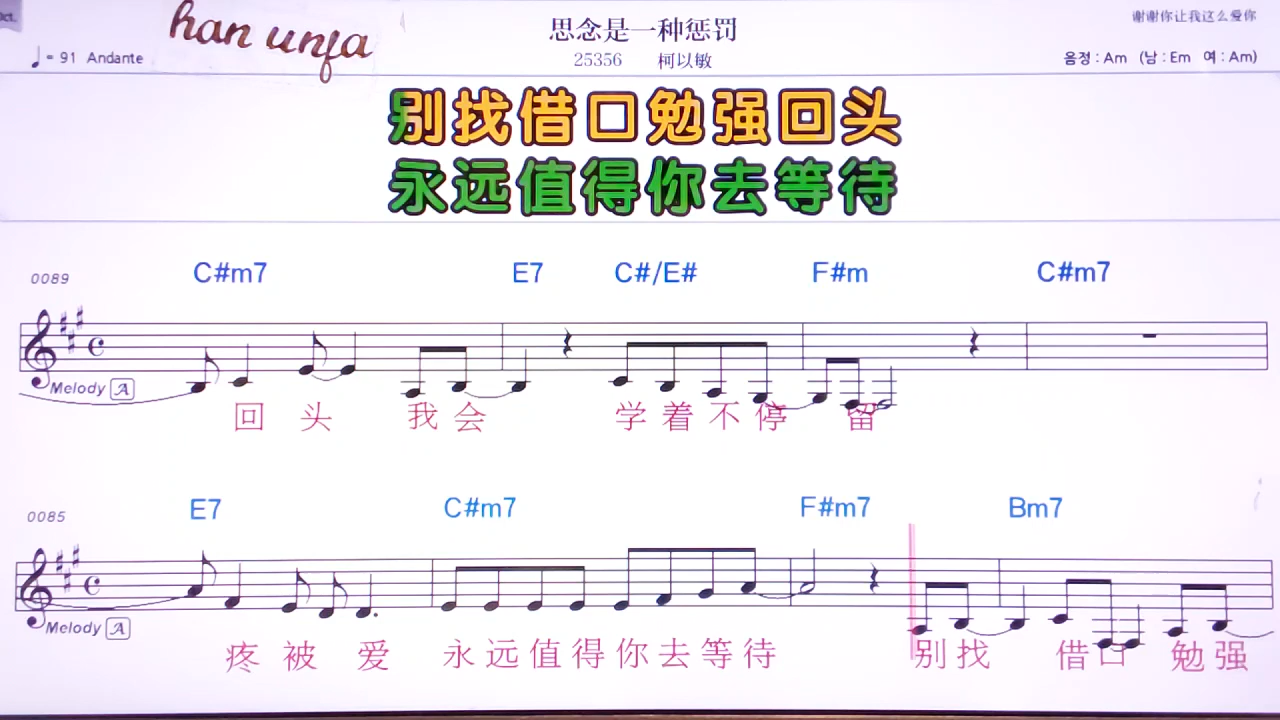 han unja
思念是一种惩罚
谢谢你让我这么爱你
♩= 91 Andante
25356 柯以敏
음정 : Am (남 : Em 여 : Am)
别找借口勉强回头
永远值得你去等待
0089 C#m7 E7 C#/E# F#m C#m7
Melody A
回头 我会 学着不停 留
0085 E7 C#m7 F#m7 Bm7
Melody A
疼被 爱 永远值得你去等待 别找 借口 勉强